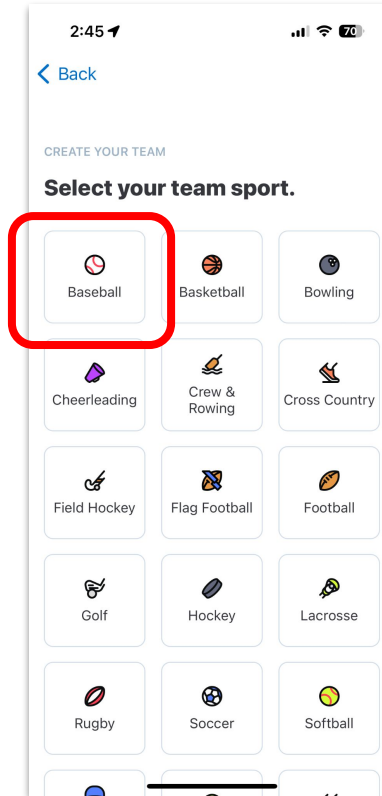 2:45
70
Back
CREATE YOUR TEAM
Select your team sport.
Baseball
Basketball
Bowling
Cheerleading
Crew &
Rowing
Cross Country
Field Hockey
Flag Football
Football
Golf
Hockey
Lacrosse
Rugby
Soccer
Softball